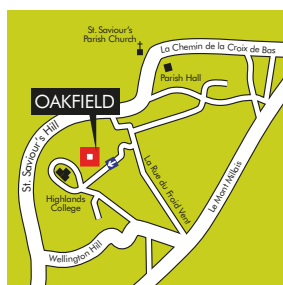 St. Saviour's
Parish Church
La Chemin de la Croix de Bas
Parish Hall
OAKFIELD
St. Saviour's Hill
Highlands
College
La Rue du Froid Vent
Le Mont Millais
Wellington Hill